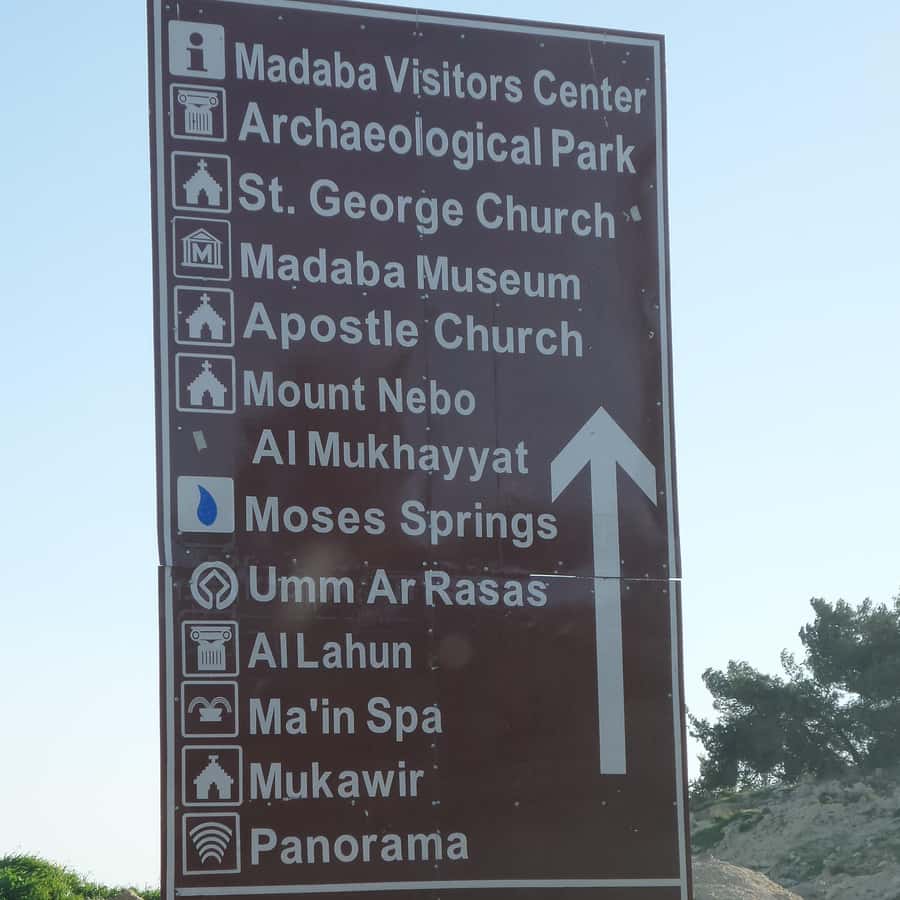 Madaba Visitors Center
Archaeological Park
St. George Church
Madaba Museum
Apostle Church
Mount Nebo
Al Mukhayyat
Moses Springs
Umm Ar Rasas
Al Lahun
Ma'in Spa
Mukawir
Panorama